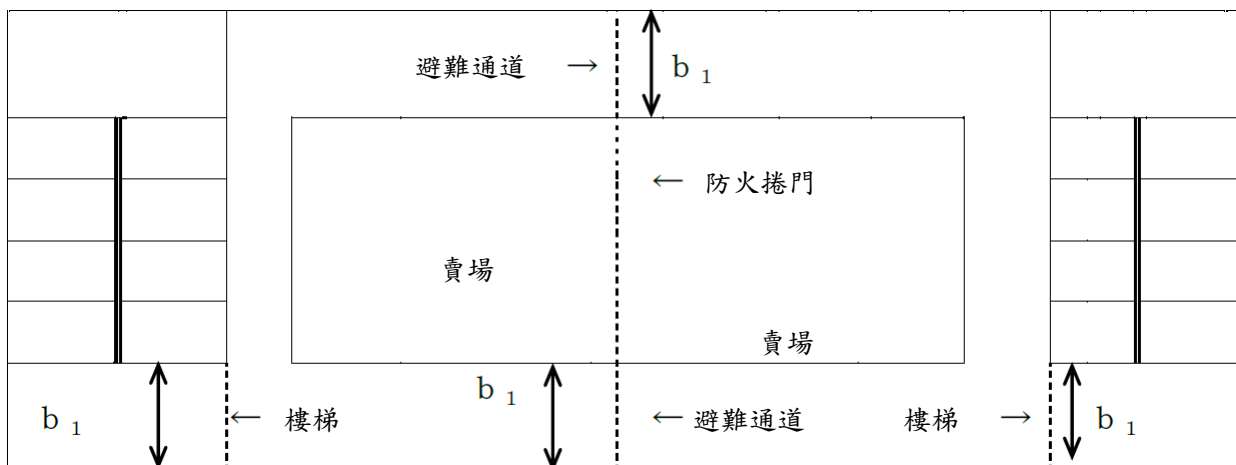 避難通道 → b 1
← 防火捲門
賣場
賣場
b 1 ← 樓梯 b 1 ← 避難通道 樓梯 → b 1